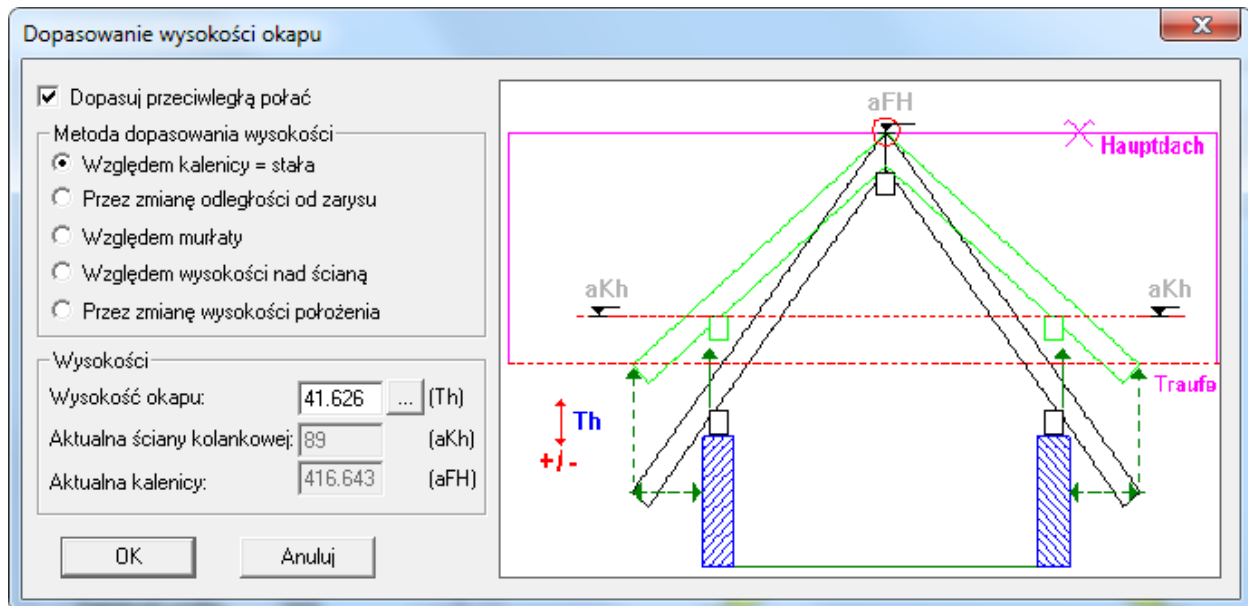 Dopasowanie wysokości okapu
Dopasuj przeciwległą połać
Metoda dopasowania wysokości
Względem kalenicy = stała
Przez zmianę odległości od zarysu
Względem murłaty
Względem wysokości nad ścianą
Przez zmianę wysokości położenia
Wysokości
Wysokość okapu: 41.626 ... (Th)
Aktualna ściany kolankowej: 89 (aKh)
Aktualna kalenicy: 416.643 (aFH)
OK Anuluj
aFH
Hauptdach
aKh aKh
Traufe
Th
+/-